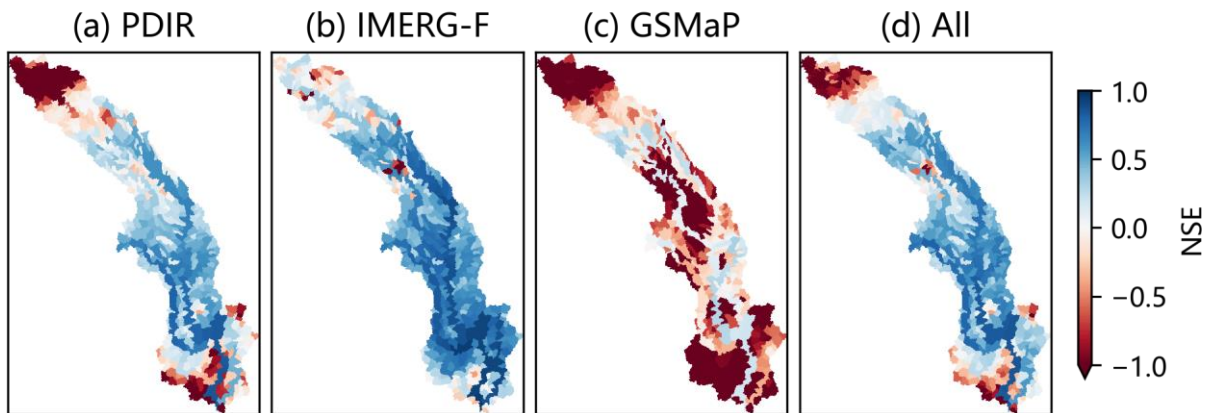 (a) PDIR
(b) IMERG-F
(c) GSMaP
(d) All
1.0
0.5
0.0
−0.5
−1.0
NSE